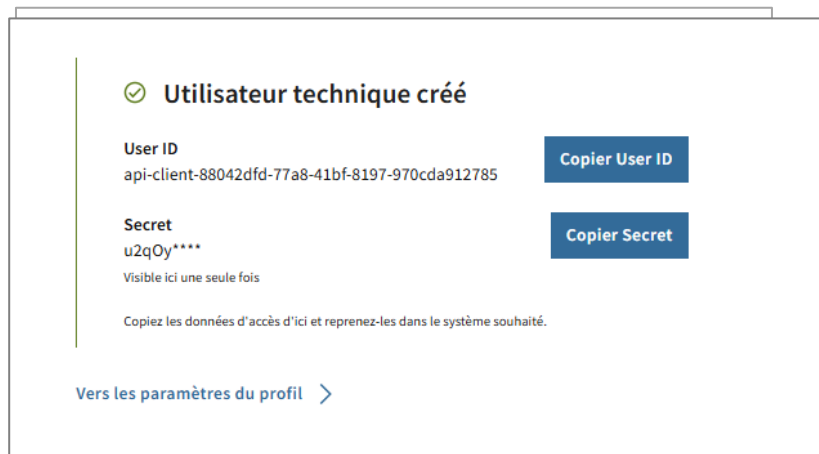 Utilisateur technique créé
User ID
api-client-88042dfd-77a8-41bf-8197-970cda912785
Copier User ID
Secret
u2qOy****
Copier Secret
Visible ici une seule fois
Copiez les données d'accès d'ici et reprenez-les dans le système souhaité.
Vers les paramètres du profil